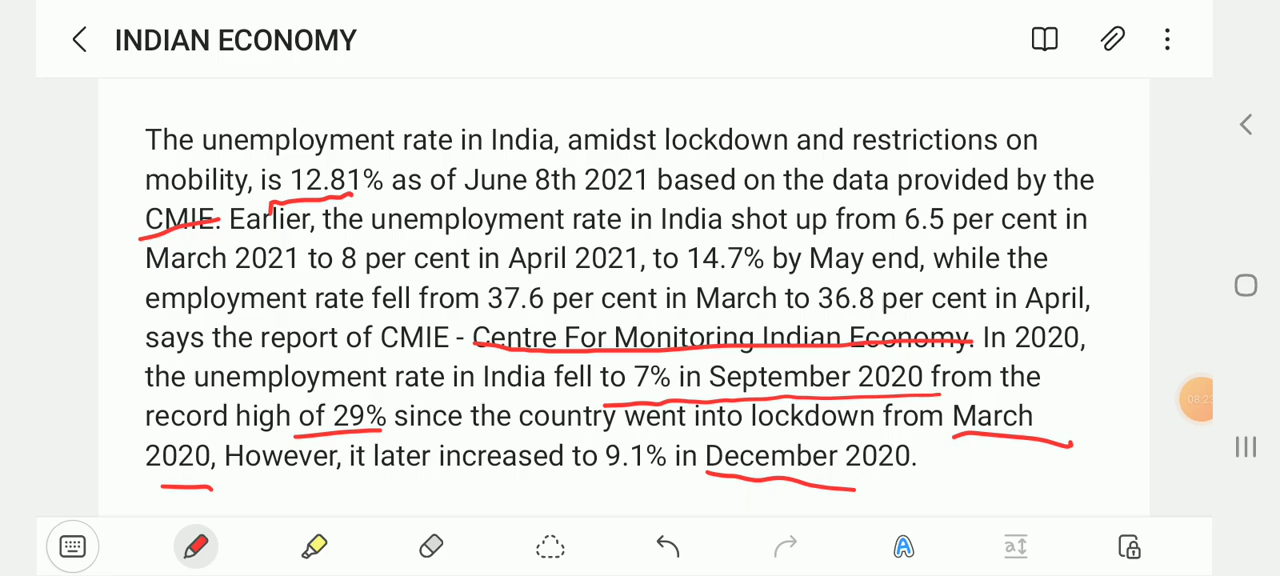 INDIAN ECONOMY
The unemployment rate in India, amidst lockdown and restrictions on
mobility, is 12.81% as of June 8th 2021 based on the data provided by the
CMIE. Earlier, the unemployment rate in India shot up from 6.5 per cent in
March 2021 to 8 per cent in April 2021, to 14.7% by May end, while the
employment rate fell from 37.6 per cent in March to 36.8 per cent in April,
says the report of CMIE - Centre For Monitoring Indian Economy. In 2020,
the unemployment rate in India fell to 7% in September 2020 from the
record high of 29% since the country went into lockdown from March
2020, However, it later increased to 9.1% in December 2020.
08:23
A
a